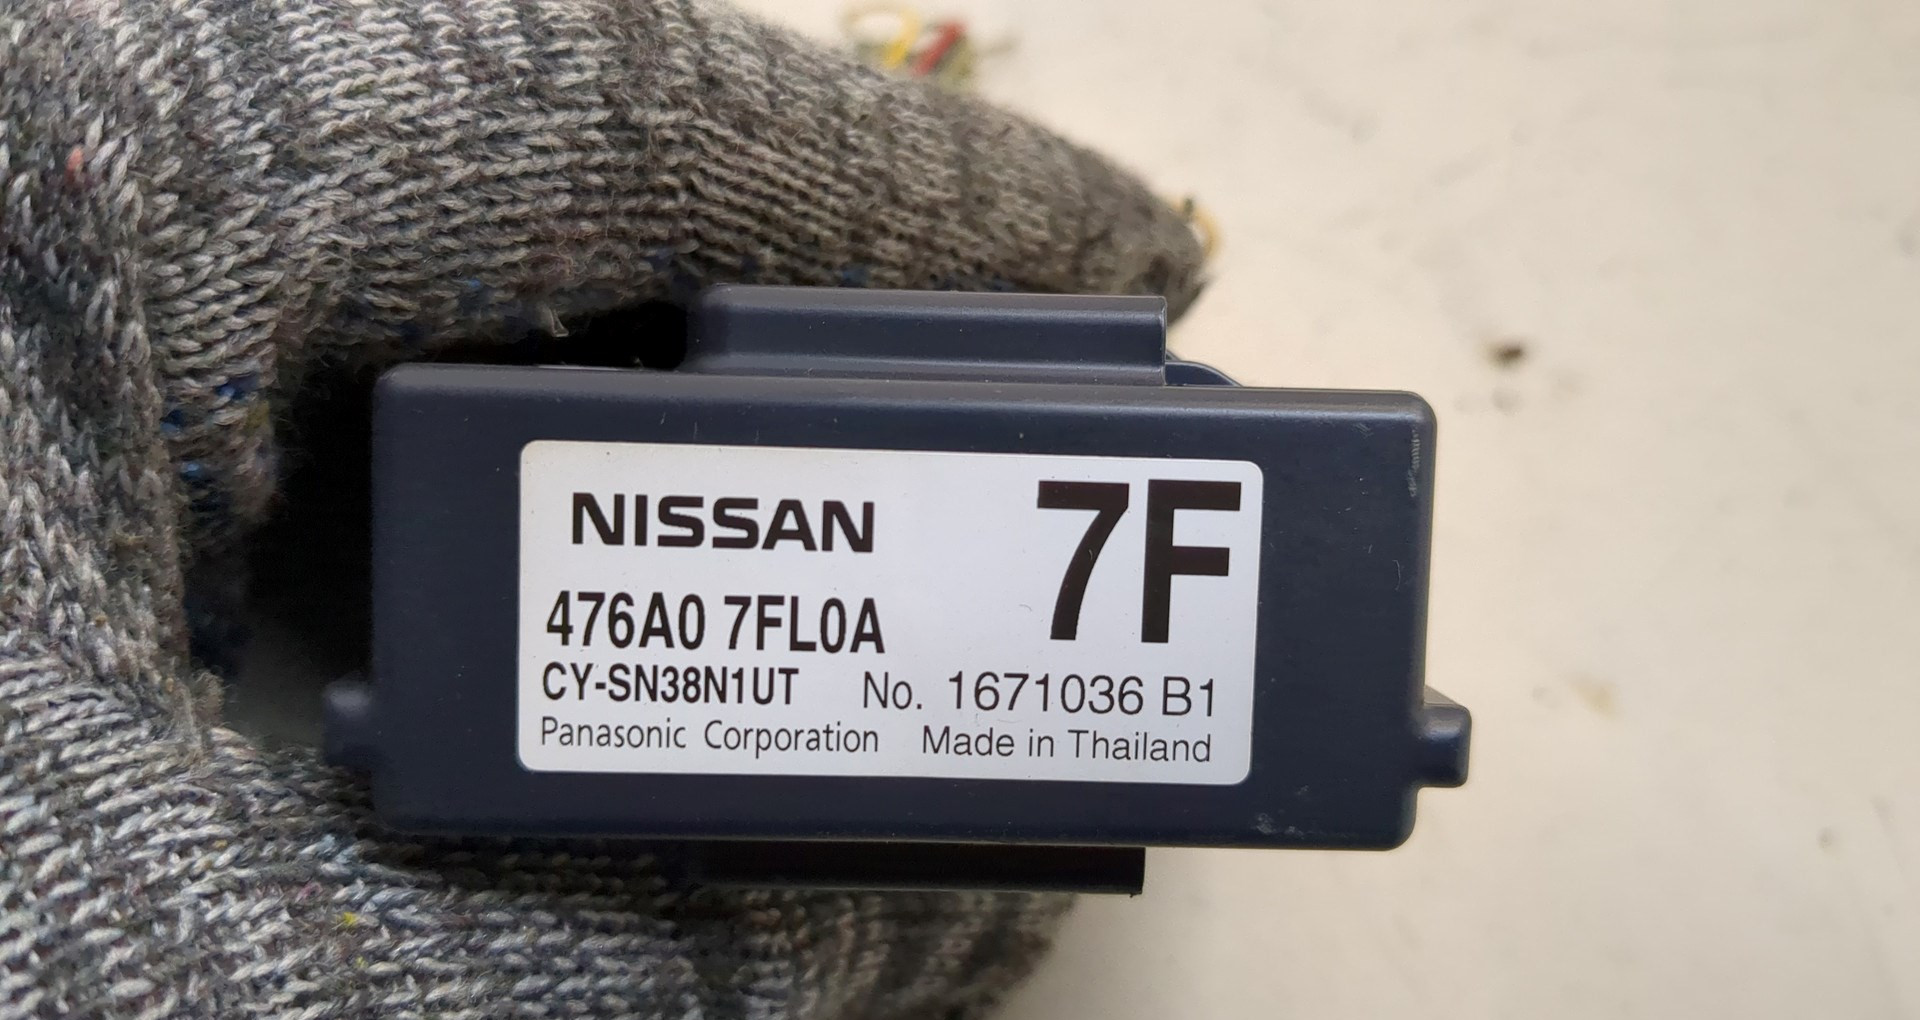 NISSAN 7F
476A0 7FL0A
CY-SN38N1UT No. 1671036 B1
Panasonic Corporation Made in Thailand